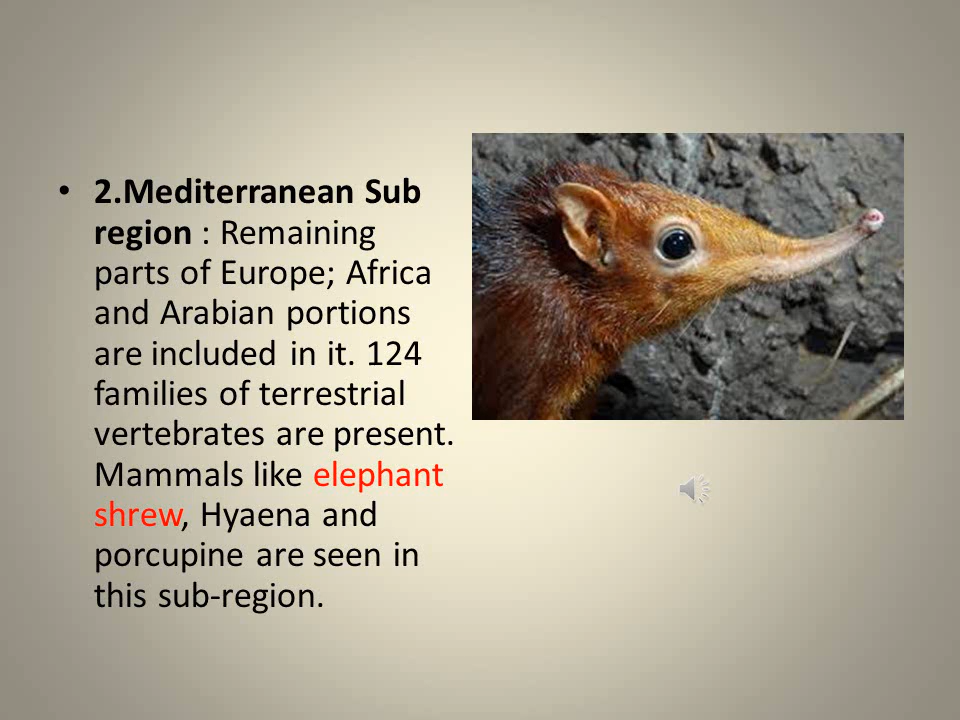 • 2.Mediterranean Sub
region : Remaining
parts of Europe; Africa
and Arabian portions
are included in it. 124
families of terrestrial
vertebrates are present.
Mammals like elephant
shrew, Hyaena and
porcupine are seen in
this sub-region.